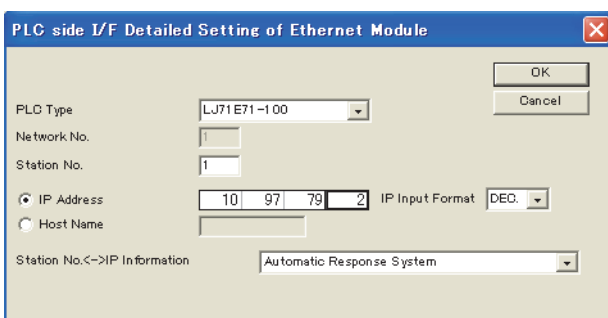 PLC side I/F Detailed Setting of Ethernet Module
OK
Cancel
PLC Type LJ71E71-100
Network No. 1
Station No. 1
IP Address 10 97 79 2 IP Input Format DEC.
Host Name
Station No.<->IP Information Automatic Response System